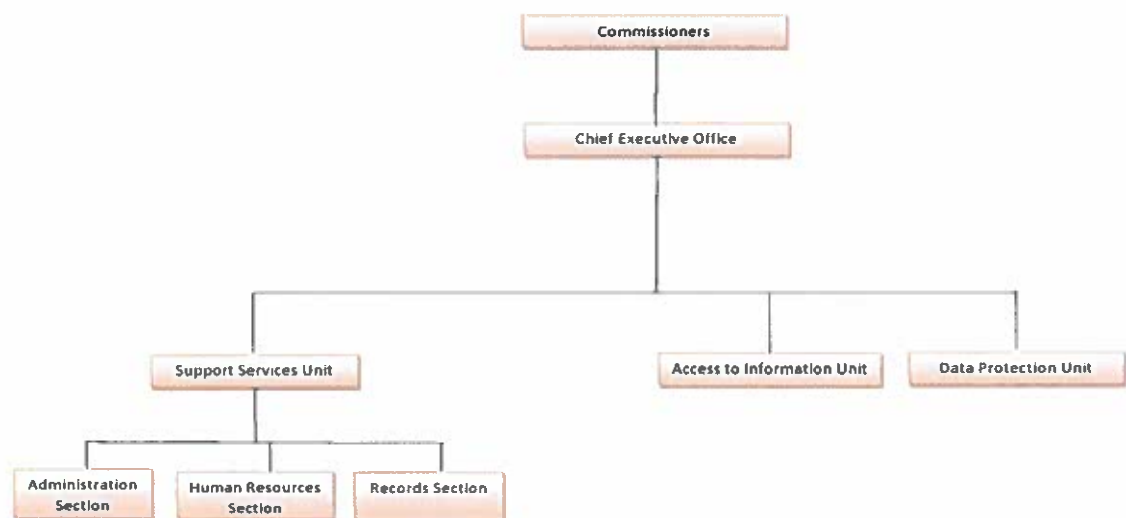 Commissioners
Chief Executive Office
Support Services Unit
Access to Information Unit
Data Protection Unit
Administration
Section
Human Resources
Section
Records Section